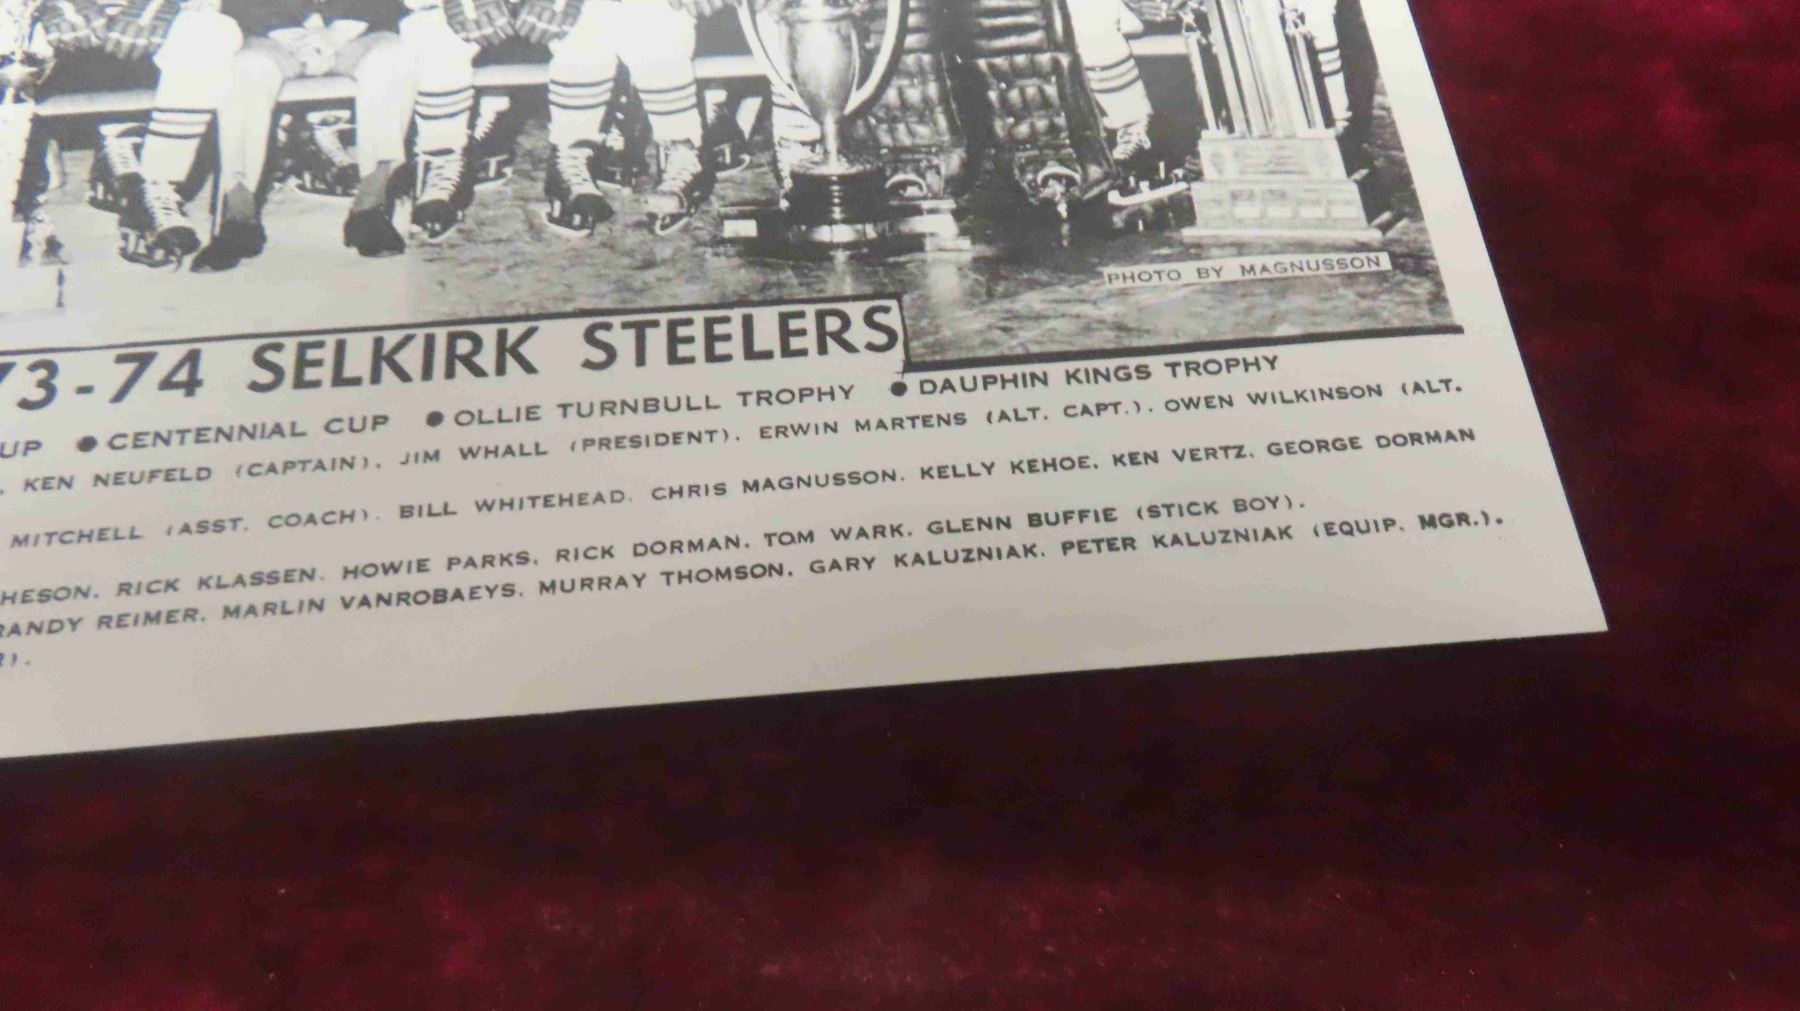 PHOTO BY MAGNUSSON
73-74 SELKIRK STEELERS
UP ● CENTENNIAL CUP ● OLLIE TURNBULL TROPHY ● DAUPHIN KINGS TROPHY
, KEN NEUFELD (CAPTAIN), JIM WHALL (PRESIDENT), ERWIN MARTENS (ALT. CAPT.), OWEN WILKINSON (ALT.
MITCHELL (ASST. COACH), BILL WHITEHEAD, CHRIS MAGNUSSON, KELLY KEHOE, KEN VERTZ, GEORGE DORMAN
HESON, RICK KLASSEN, HOWIE PARKS, RICK DORMAN, TOM WARK, GLENN BUFFIE (STICK BOY).
RANDY REIMER, MARLIN VANROBAEYS, MURRAY THOMSON, GARY KALUZNIAK, PETER KALUZNIAK (EQUIP. MGR.),
R).